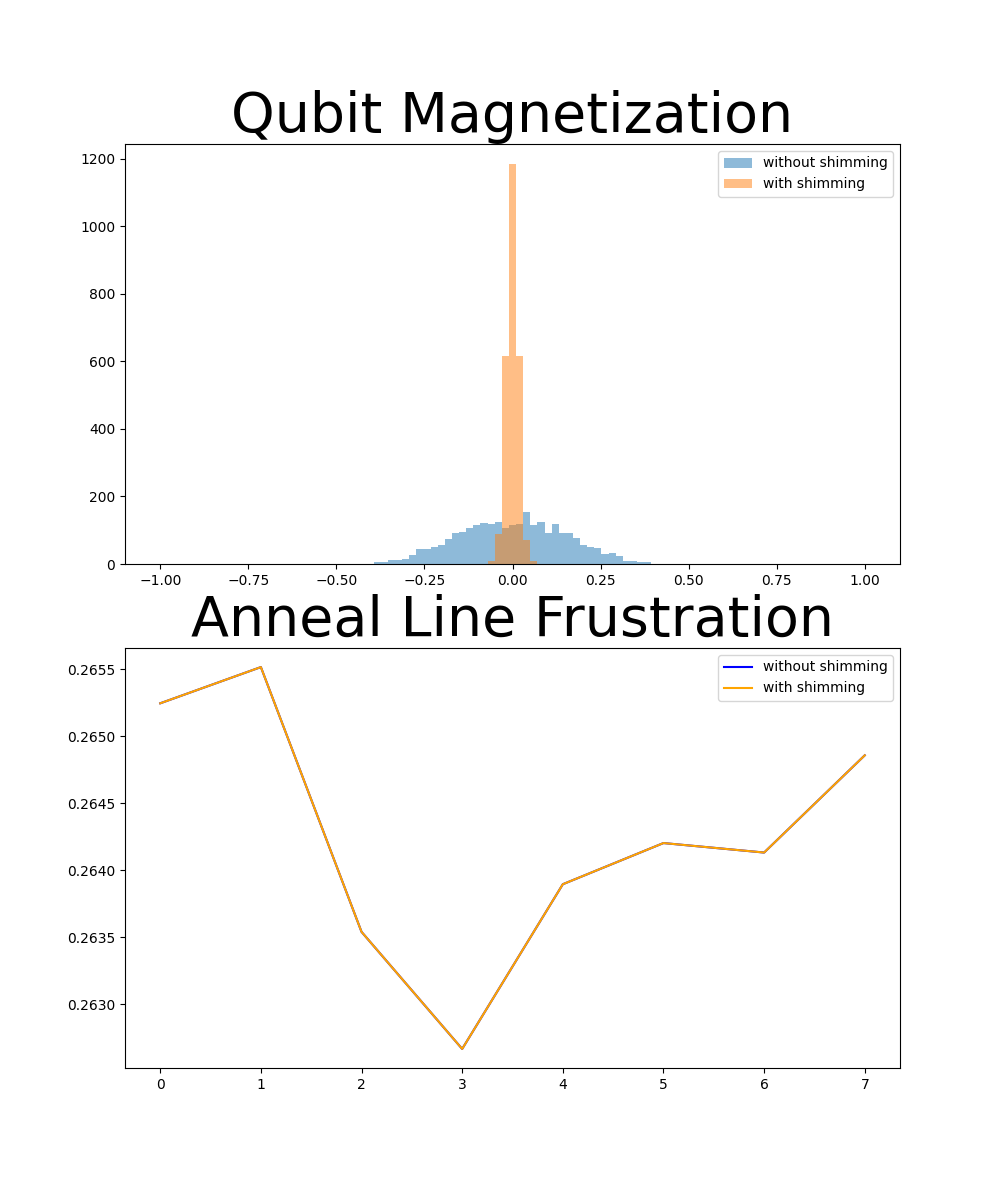 Qubit Magnetization
without shimming
with shimming
1200
1000
800
600
400
200
0
−1.00 −0.75 −0.50 −0.25 0.00 0.25 0.50 0.75 1.00
Anneal Line Frustration
without shimming
with shimming
0.2655
0.2650
0.2645
0.2640
0.2635
0.2630
0 1 2 3 4 5 6 7